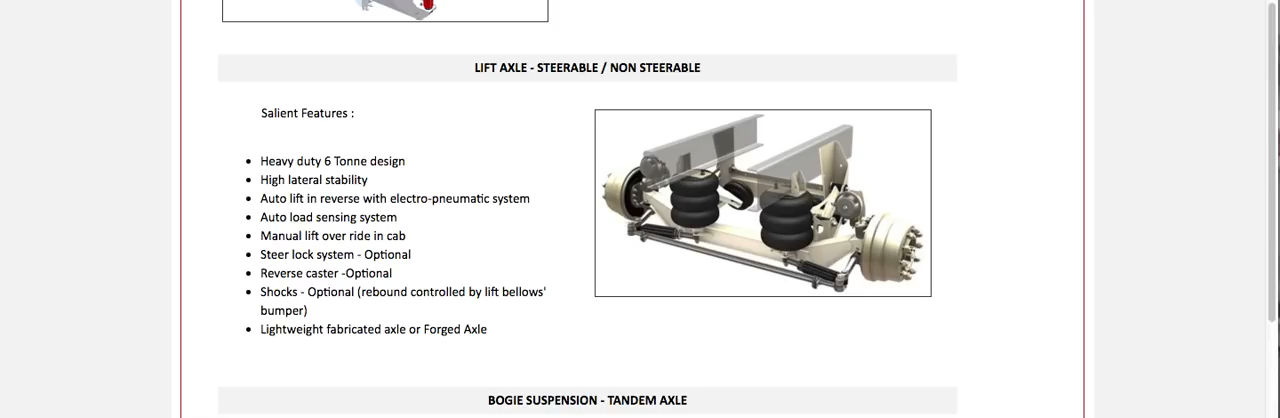 LIFT AXLE - STEERABLE / NON STEERABLE
Salient Features :
• Heavy duty 6 Tonne design
• High lateral stability
• Auto lift in reverse with electro-pneumatic system
• Auto load sensing system
• Manual lift over ride in cab
• Steer lock system - Optional
• Reverse caster -Optional
• Shocks - Optional (rebound controlled by lift bellows'
bumper)
• Lightweight fabricated axle or Forged Axle
BOGIE SUSPENSION - TANDEM AXLE